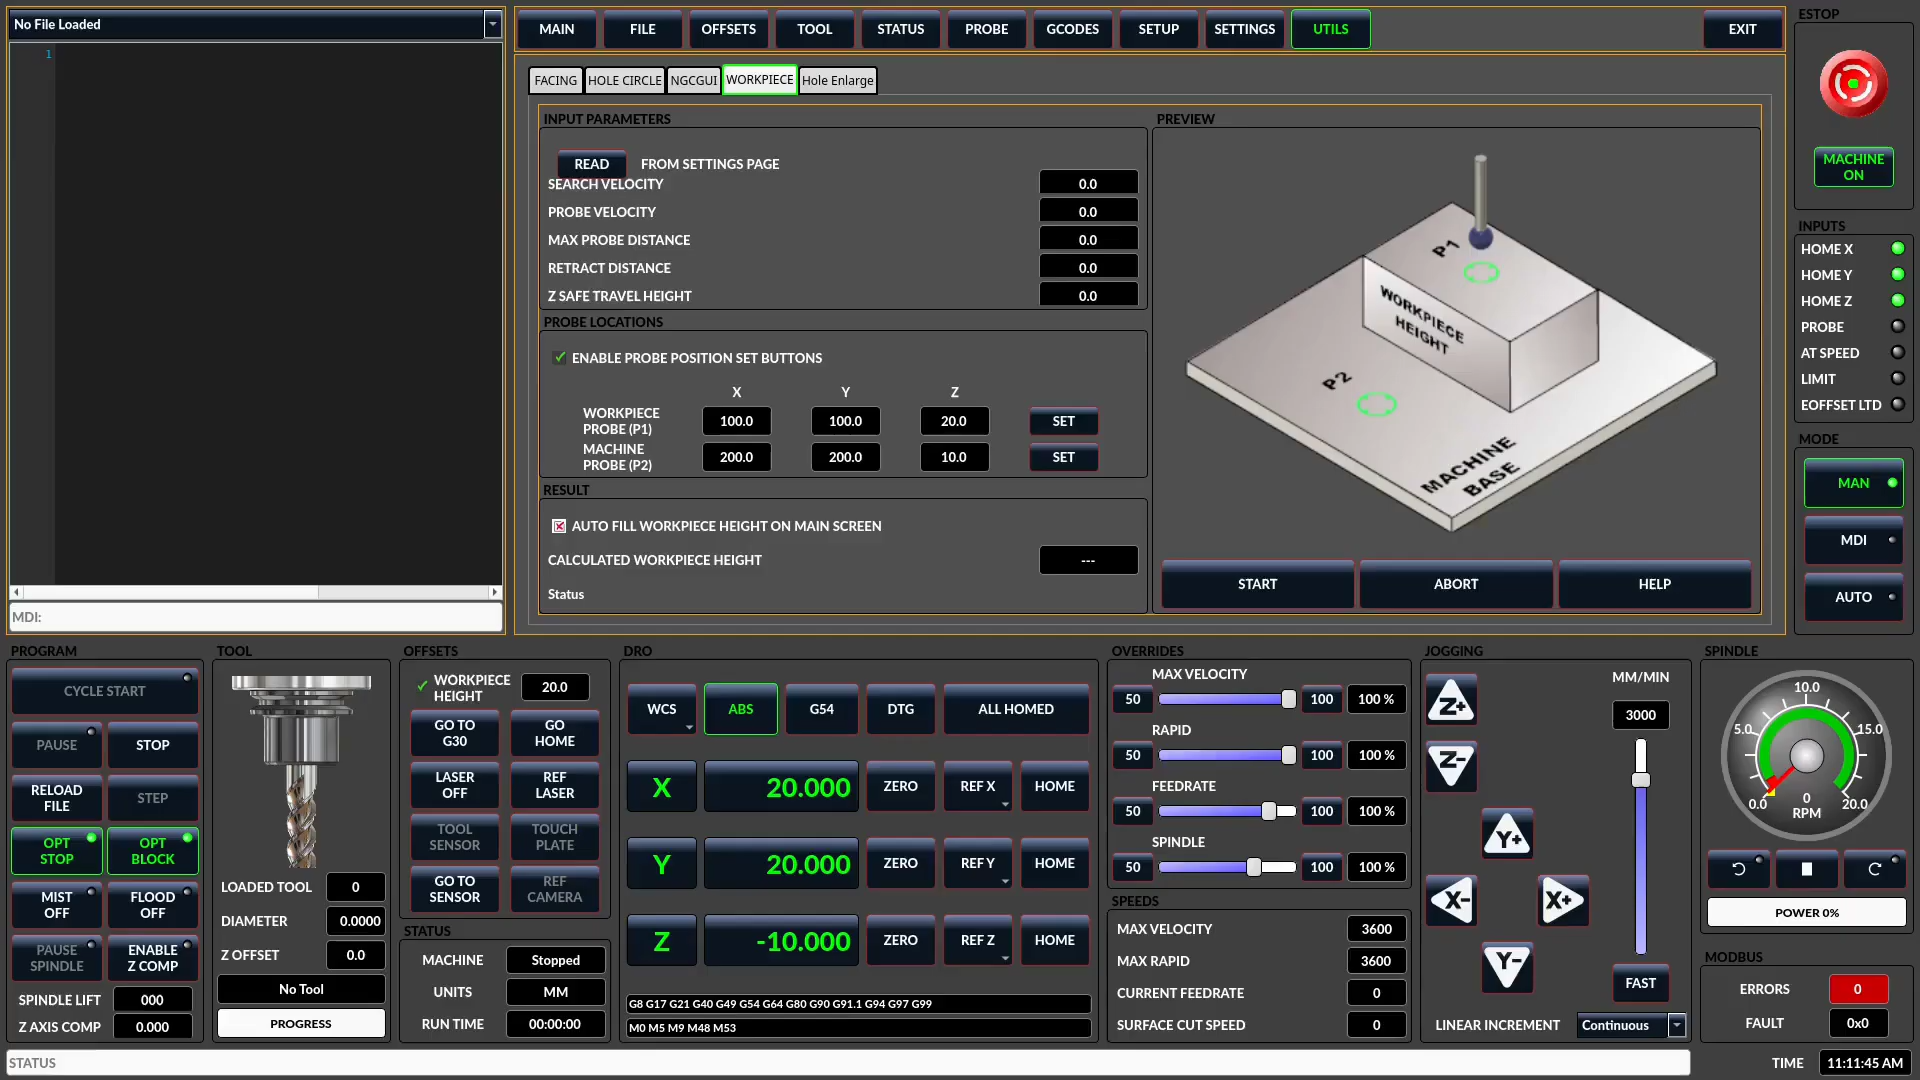 No File Loaded
1
MDI:
MAIN
FILE
OFFSETS
TOOL
STATUS
PROBE
GCODES
SETUP
SETTINGS
UTILS
EXIT
FACING
HOLE CIRCLE
NGCGUI
WORKPIECE
Hole Enlarge
INPUT PARAMETERS
READ FROM SETTINGS PAGE
SEARCH VELOCITY 0.0
PROBE VELOCITY 0.0
MAX PROBE DISTANCE 0.0
RETRACT DISTANCE 0.0
Z SAFE TRAVEL HEIGHT 0.0
PROBE LOCATIONS
ENABLE PROBE POSITION SET BUTTONS
X Y Z
WORKPIECE
PROBE (P1)
100.0 100.0 20.0 SET
MACHINE
PROBE (P2)
200.0 200.0 10.0 SET
RESULT
AUTO FILL WORKPIECE HEIGHT ON MAIN SCREEN
CALCULATED WORKPIECE HEIGHT ---
Status
PREVIEW
P1
WORKPIECE
HEIGHT
P2
MACHINE
BASE
START
ABORT
HELP
ESTOP
MACHINE
ON
INPUTS
HOME X
HOME Y
HOME Z
PROBE
AT SPEED
LIMIT
EOFFSET LTD
MODE
MAN
MDI
AUTO
PROGRAM
CYCLE START
PAUSE
STOP
RELOAD
FILE
STEP
OPT
STOP
OPT
BLOCK
MIST
OFF
FLOOD
OFF
PAUSE
SPINDLE
ENABLE
Z COMP
SPINDLE LIFT 000
Z AXIS COMP 0.000
TOOL
LOADED TOOL 0
DIAMETER 0.0000
Z OFFSET 0.0
No Tool
PROGRESS
OFFSETS
WORKPIECE
HEIGHT
20.0
GO TO
G30
GO
HOME
LASER
OFF
REF
LASER
TOOL
SENSOR
TOUCH
PLATE
GO TO
SENSOR
REF
CAMERA
STATUS
MACHINE Stopped
UNITS MM
RUN TIME 00:00:00
DRO
WCS
ABS
G54
DTG
ALL HOMED
X 20.000 ZERO REF X HOME
Y 20.000 ZERO REF Y HOME
Z -10.000 ZERO REF Z HOME
G8 G17 G21 G40 G49 G54 G64 G80 G90 G91.1 G94 G97 G99
M0 M5 M9 M48 M53
OVERRIDES
MAX VELOCITY
50 100 100 %
RAPID
50 100 100 %
FEEDRATE
50 100 100 %
SPINDLE
50 100 100 %
SPEEDS
MAX VELOCITY 3600
MAX RAPID 3600
CURRENT FEEDRATE 0
SURFACE CUT SPEED 0
JOGGING
MM/MIN
3000
Z+
Z-
Y+
X-
X+
Y-
FAST
LINEAR INCREMENT Continuous
SPINDLE
10.0
5.0 15.0
0.0 0 20.0
RPM
POWER 0%
MODBUS
ERRORS 0
FAULT 0x0
STATUS
TIME 11:11:45 AM